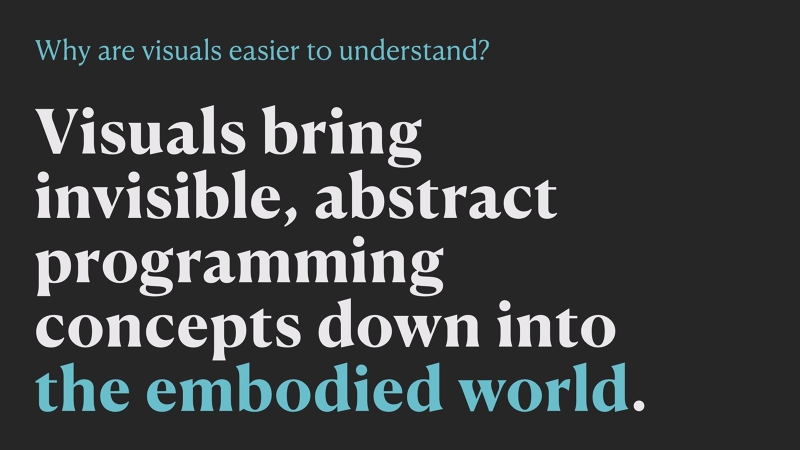 Why are visuals easier to understand?
Visuals bring
invisible, abstract
programming
concepts down into
the embodied world.